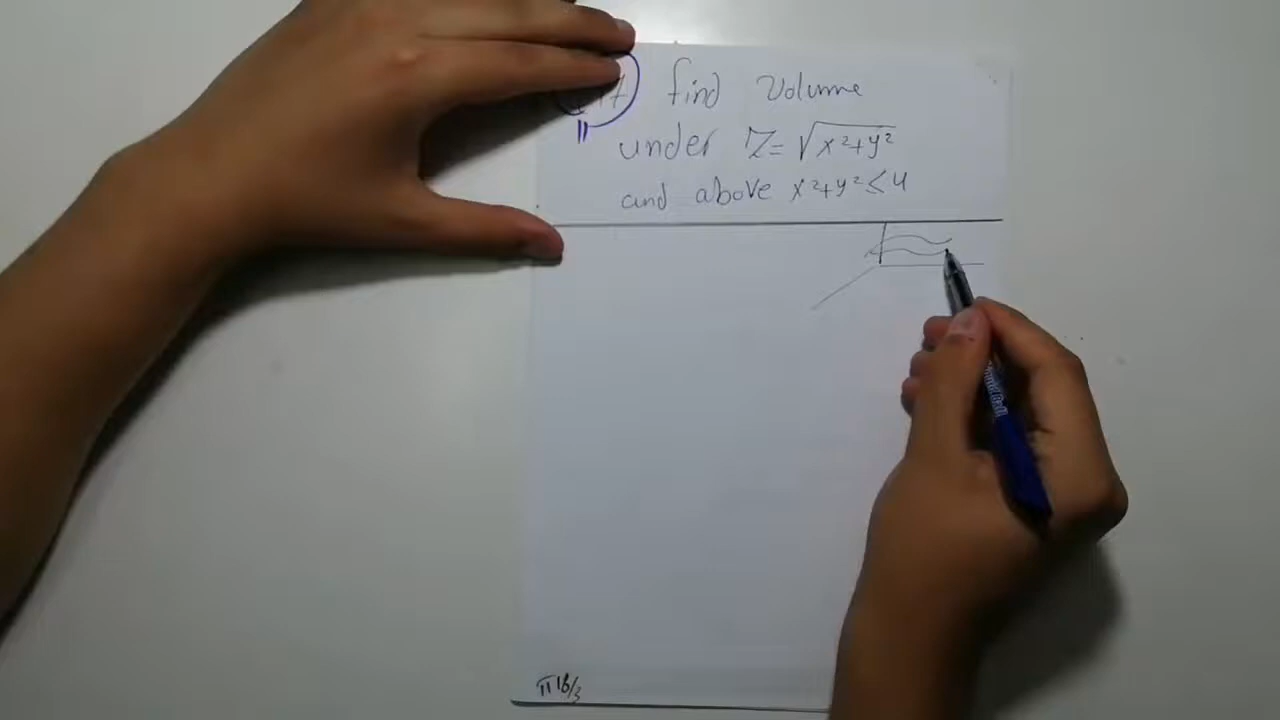 find Volume
under Z=√x²+y²
and above x²+y²≤4
π16/3